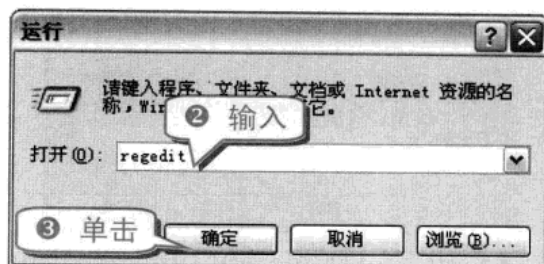 运行
请键入程序、文件夹、文档或 Internet 资源的名
称，Win 它。
❷ 输入
打开(O): regedit
❸ 单击
确定 取消 浏览(B)...